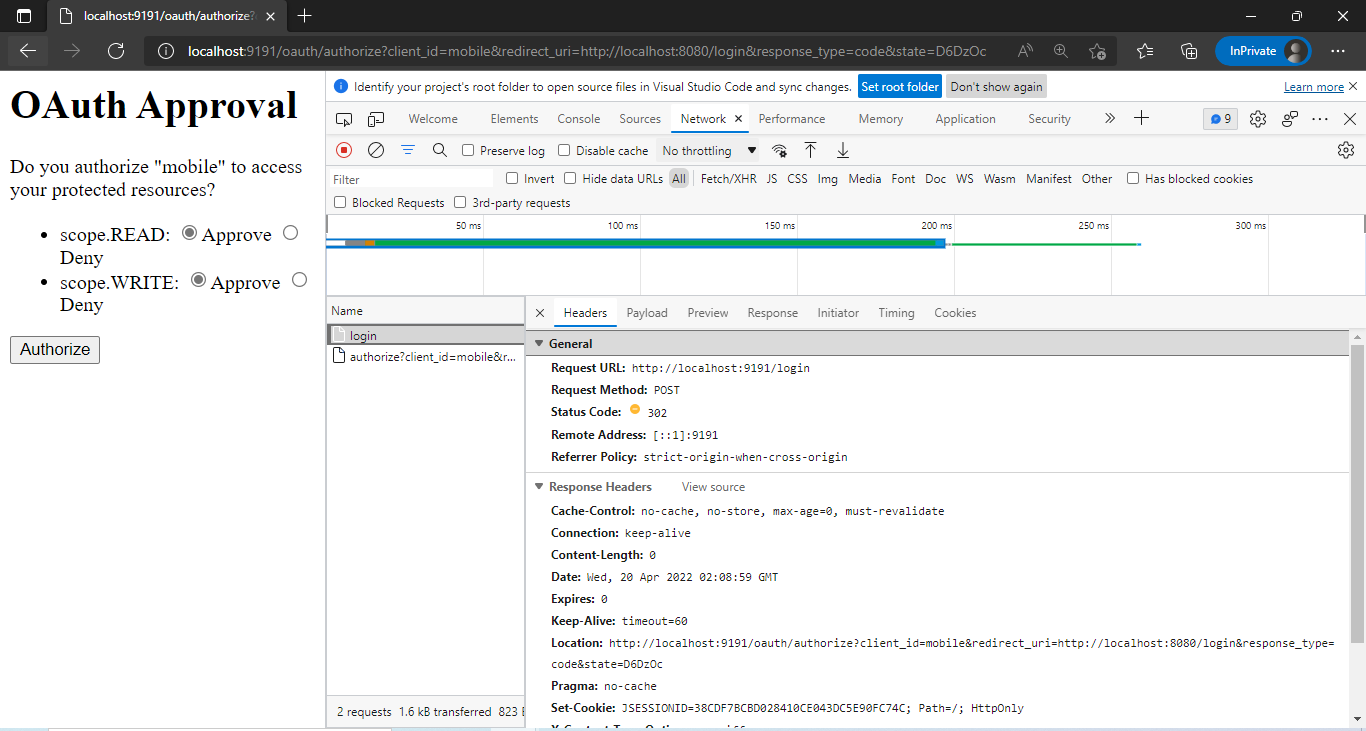 localhost:9191/oauth/authorize?
localhost:9191/oauth/authorize?client_id=mobile&redirect_uri=http://localhost:8080/login&response_type=code&state=D6DzOc
InPrivate
OAuth Approval
Do you authorize "mobile" to access
your protected resources?
• scope.READ: Approve
Deny
• scope.WRITE: Approve
Deny
Authorize
Identify your project's root folder to open source files in Visual Studio Code and sync changes. Set root folder Don't show again Learn more
Welcome Elements Console Sources Network Performance Memory Application Security 9
Preserve log Disable cache No throttling
Filter Invert Hide data URLs All Fetch/XHR JS CSS Img Media Font Doc WS Wasm Manifest Other Has blocked cookies
Blocked Requests 3rd-party requests
50 ms 100 ms 150 ms 200 ms 250 ms 300 ms
Name
login
authorize?client_id=mobile&r...
2 requests 1.6 kB transferred 823
Headers Payload Preview Response Initiator Timing Cookies
General
Request URL: http://localhost:9191/login
Request Method: POST
Status Code: 302
Remote Address: [::1]:9191
Referrer Policy: strict-origin-when-cross-origin
Response Headers View source
Cache-Control: no-cache, no-store, max-age=0, must-revalidate
Connection: keep-alive
Content-Length: 0
Date: Wed, 20 Apr 2022 02:08:59 GMT
Expires: 0
Keep-Alive: timeout=60
Location: http://localhost:9191/oauth/authorize?client_id=mobile&redirect_uri=http://localhost:8080/login&response_type=
code&state=D6DzOc
Pragma: no-cache
Set-Cookie: JSESSIONID=38CDF7BCBD028410CE043DC5E90FC74C; Path=/; HttpOnly